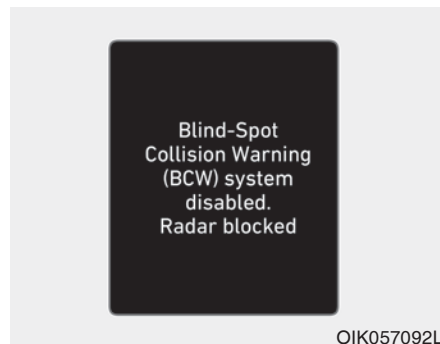 Blind-Spot
Collision Warning
(BCW) system
disabled.
Radar blocked
OIK057092L